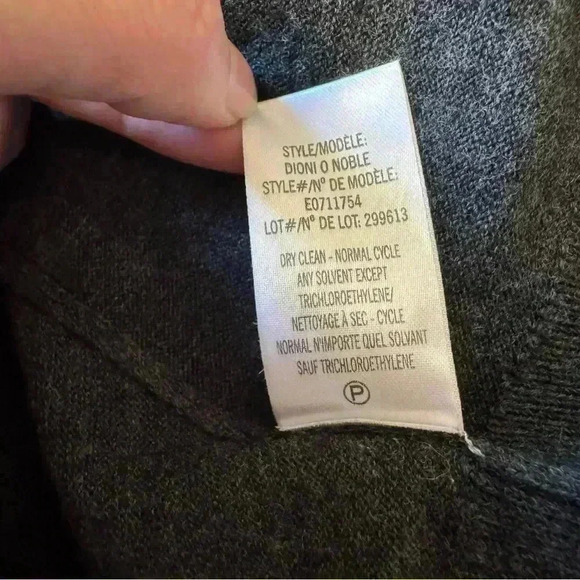 STYLE/MODÈLE:
DIONI O NOBLE
STYLE#/Nº DE MODÈLE:
E0711754
LOT#/Nº DE LOT: 299613
DRY CLEAN - NORMAL CYCLE
ANY SOLVENT EXCEPT
TRICHLOROETHYLENE/
NETTOYAGE À SEC - CYCLE
NORMAL N'IMPORTE QUEL SOLVANT
SAUF TRICHLOROETHYLENE
P